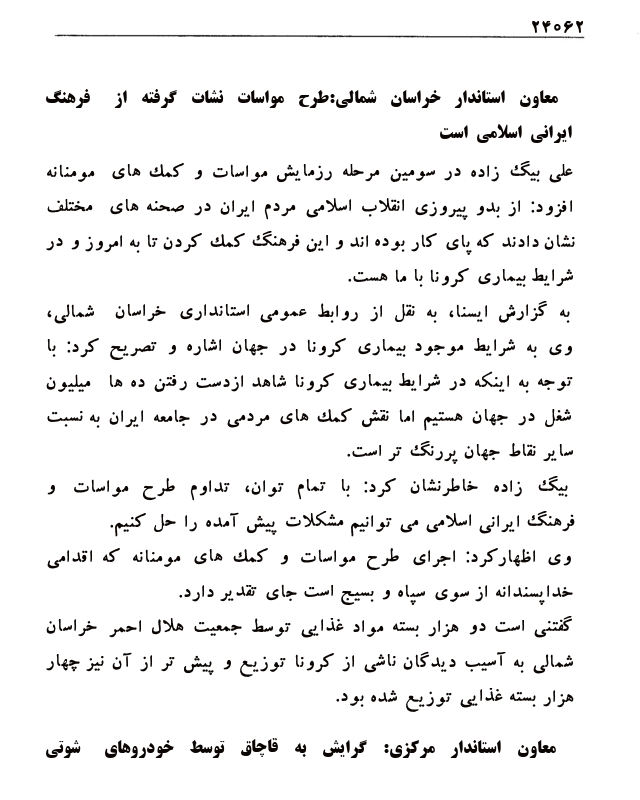 ۲۴۰۶۲
معاون استاندار خراسان شمالی:طرح مواسات نشات گرفته از فرهنگ
ایرانی اسلامی است
علی بیگ زاده در سومین مرحله رزمایش مواسات و کمك های مومنانه
افزود: از بدو پیروزی انقلاب اسلامی مردم ایران در صحنه های مختلف
نشان دادند که پای کار بوده اند و این فرهنگ کمك کردن تا به امروز و در
شرایط بیماری کرونا با ما هست.
به گزارش ایسنا، به نقل از روابط عمومی استانداری خراسان شمالی،
وی به شرایط موجود بیماری کرونا در جهان اشاره و تصریح کرد: با
توجه به اینکه در شرایط بیماری کرونا شاهد ازدست رفتن ده ها میلیون
شغل در جهان هستیم اما نقش کمك های مردمی در جامعه ایران به نسبت
سایر نقاط جهان پررنگ تر است.
بیگ زاده خاطرنشان کرد: با تمام توان، تداوم طرح مواسات و
فرهنگ ایرانی اسلامی می توانیم مشکلات پیش آمده را حل کنیم.
وی اظهارکرد: اجرای طرح مواسات و کمك های مومنانه که اقدامی
خداپسندانه از سوی سپاه و بسیج است جای تقدیر دارد.
گفتنی است دو هزار بسته مواد غذایی توسط جمعیت هلال احمر خراسان
شمالی به آسیب دیدگان ناشی از کرونا توزیع و پیش تر از آن نیز چهار
هزار بسته غذایی توزیع شده بود.
معاون استاندار مرکزی: گرایش به قاچاق توسط خودروهای شوتی